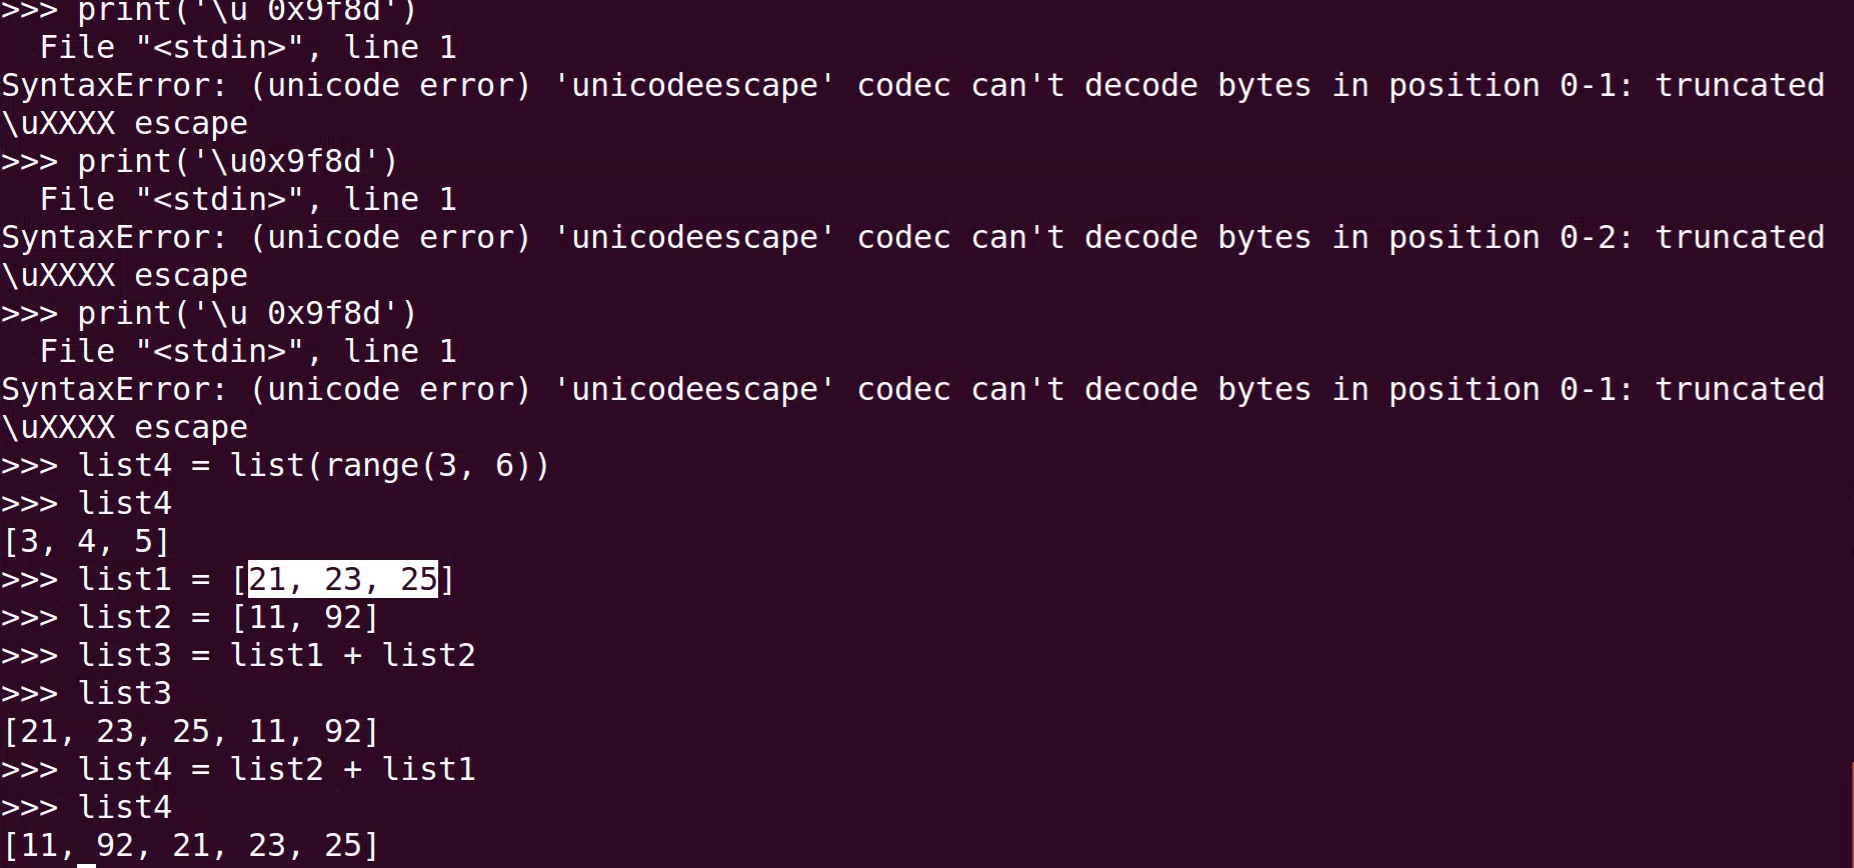 >>> print('\u 0x9f8d')
  File "<stdin>", line 1
SyntaxError: (unicode error) 'unicodeescape' codec can't decode bytes in position 0-1: truncated
\uXXXX escape
>>> print('\u0x9f8d')
  File "<stdin>", line 1
SyntaxError: (unicode error) 'unicodeescape' codec can't decode bytes in position 0-2: truncated
\uXXXX escape
>>> print('\u 0x9f8d')
  File "<stdin>", line 1
SyntaxError: (unicode error) 'unicodeescape' codec can't decode bytes in position 0-1: truncated
\uXXXX escape
>>> list4 = list(range(3, 6))
>>> list4
[3, 4, 5]
>>> list1 = [21, 23, 25]
>>> list2 = [11, 92]
>>> list3 = list1 + list2
>>> list3
[21, 23, 25, 11, 92]
>>> list4 = list2 + list1
>>> list4
[11, 92, 21, 23, 25]